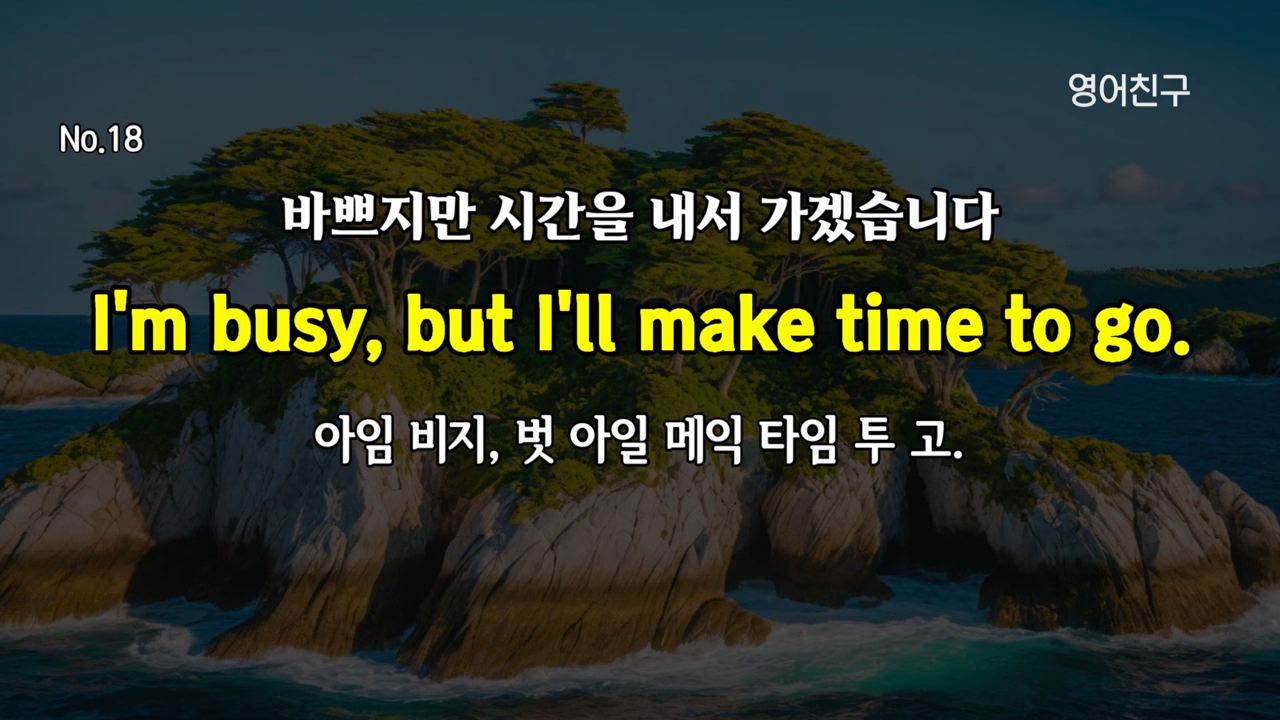 영어친구
No.18
바쁘지만 시간을 내서 가겠습니다
I'm busy, but I'll make time to go.
아임 비지, 벗 아일 메익 타임 투 고.